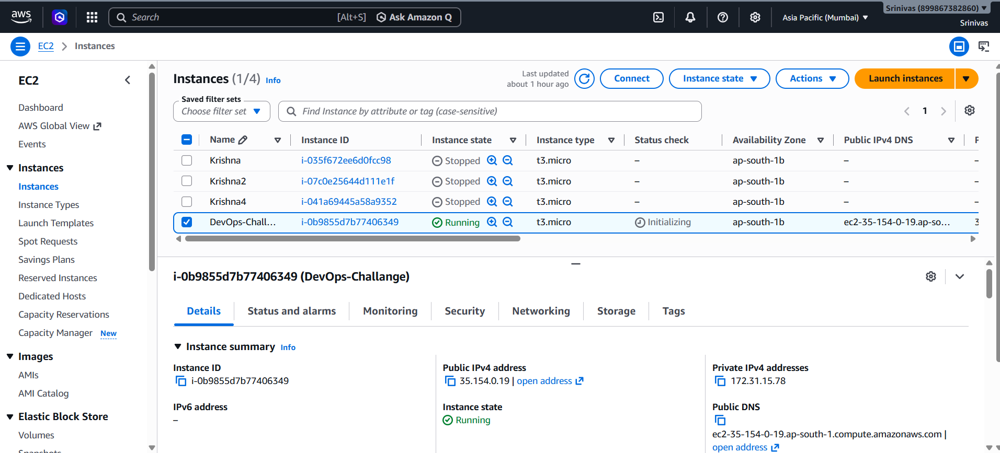 aws
Search
[Alt+S]
Ask Amazon Q
Asia Pacific (Mumbai)
Srinivas (899867382860)
Srinivas
EC2
Instances
EC2
Dashboard
AWS Global View
Events
Instances
Instances
Instance Types
Launch Templates
Spot Requests
Savings Plans
Reserved Instances
Dedicated Hosts
Capacity Reservations
Capacity Manager New
Images
AMIs
AMI Catalog
Elastic Block Store
Volumes
Instances (1/4) Info
Last updated
about 1 hour ago
Connect
Instance state
Actions
Launch instances
Saved filter sets
Choose filter set
Find Instance by attribute or tag (case-sensitive)
1
Name Instance ID Instance state Instance type Status check Availability Zone Public IPv4 DNS
Krishna i-035f672ee6d0fcc98 Stopped t3.micro – ap-south-1b – –
Krishna2 i-07c0e25644d111e1f Stopped t3.micro – ap-south-1b – –
Krishna4 i-041a69445a58a9352 Stopped t3.micro – ap-south-1b – –
DevOps-Chall... i-0b9855d7b77406349 Running t3.micro Initializing ap-south-1b ec2-35-154-0-19.ap-so... 3
i-0b9855d7b77406349 (DevOps-Challange)
Details Status and alarms Monitoring Security Networking Storage Tags
Instance summary Info
Instance ID
i-0b9855d7b77406349
Public IPv4 address
35.154.0.19 | open address
Private IPv4 addresses
172.31.15.78
IPv6 address
–
Instance state
Running
Public DNS
ec2-35-154-0-19.ap-south-1.compute.amazonaws.com |
open address